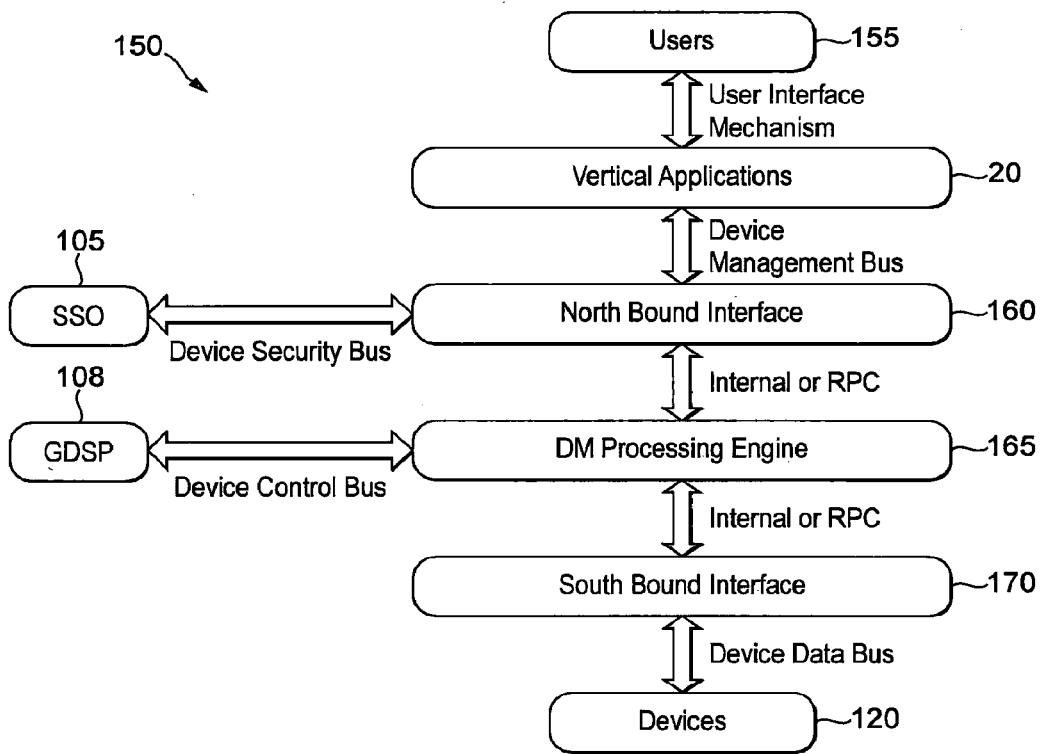 150
Users
155
User Interface
Mechanism
Vertical Applications
20
Device
Management Bus
105
SSO
Device Security Bus
North Bound Interface
160
Internal or RPC
108
GDSP
Device Control Bus
DM Processing Engine
165
Internal or RPC
South Bound Interface
170
Device Data Bus
Devices
120